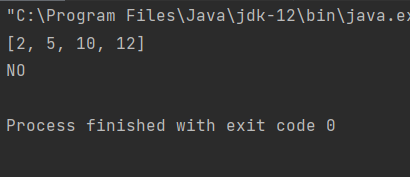 "C:\Program Files\Java\jdk-12\bin\java.ex
[2, 5, 10, 12]
NO
Process finished with exit code 0